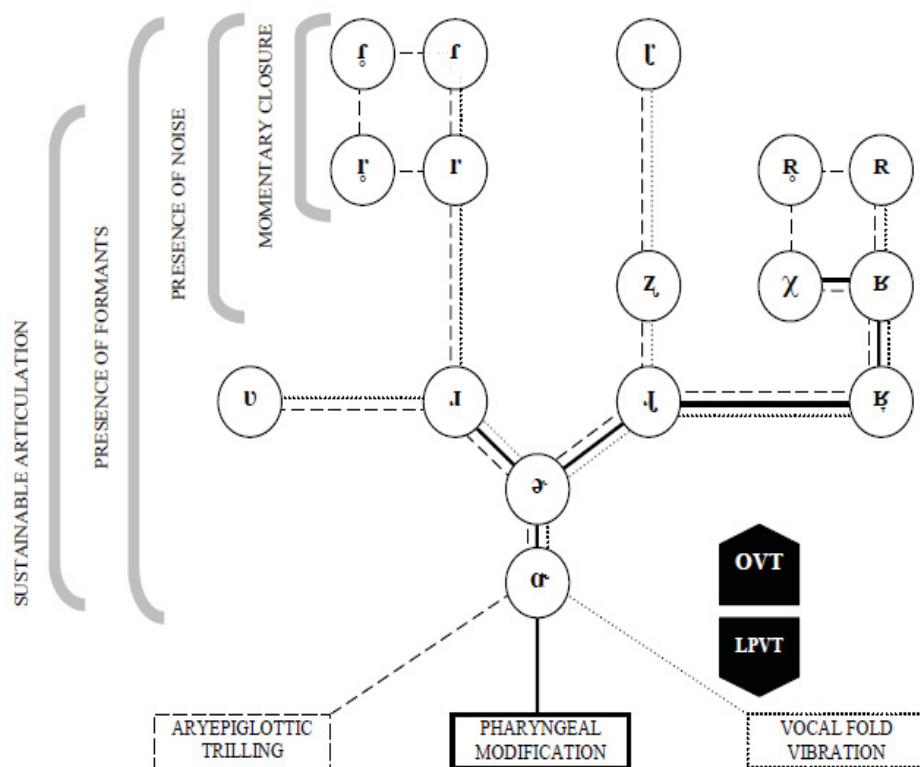 SUSTAINABLE ARTICULATION
PRESENCE OF FORMANTS
PRESENCE OF NOISE
MOMENTARY CLOSURE
ʀ̥ ʀ
χ ʁ
OVT
LPVT
ARYEPIGLOTTIC
TRILLING
PHARYNGEAL
MODIFICATION
VOCAL FOLD
VIBRATION